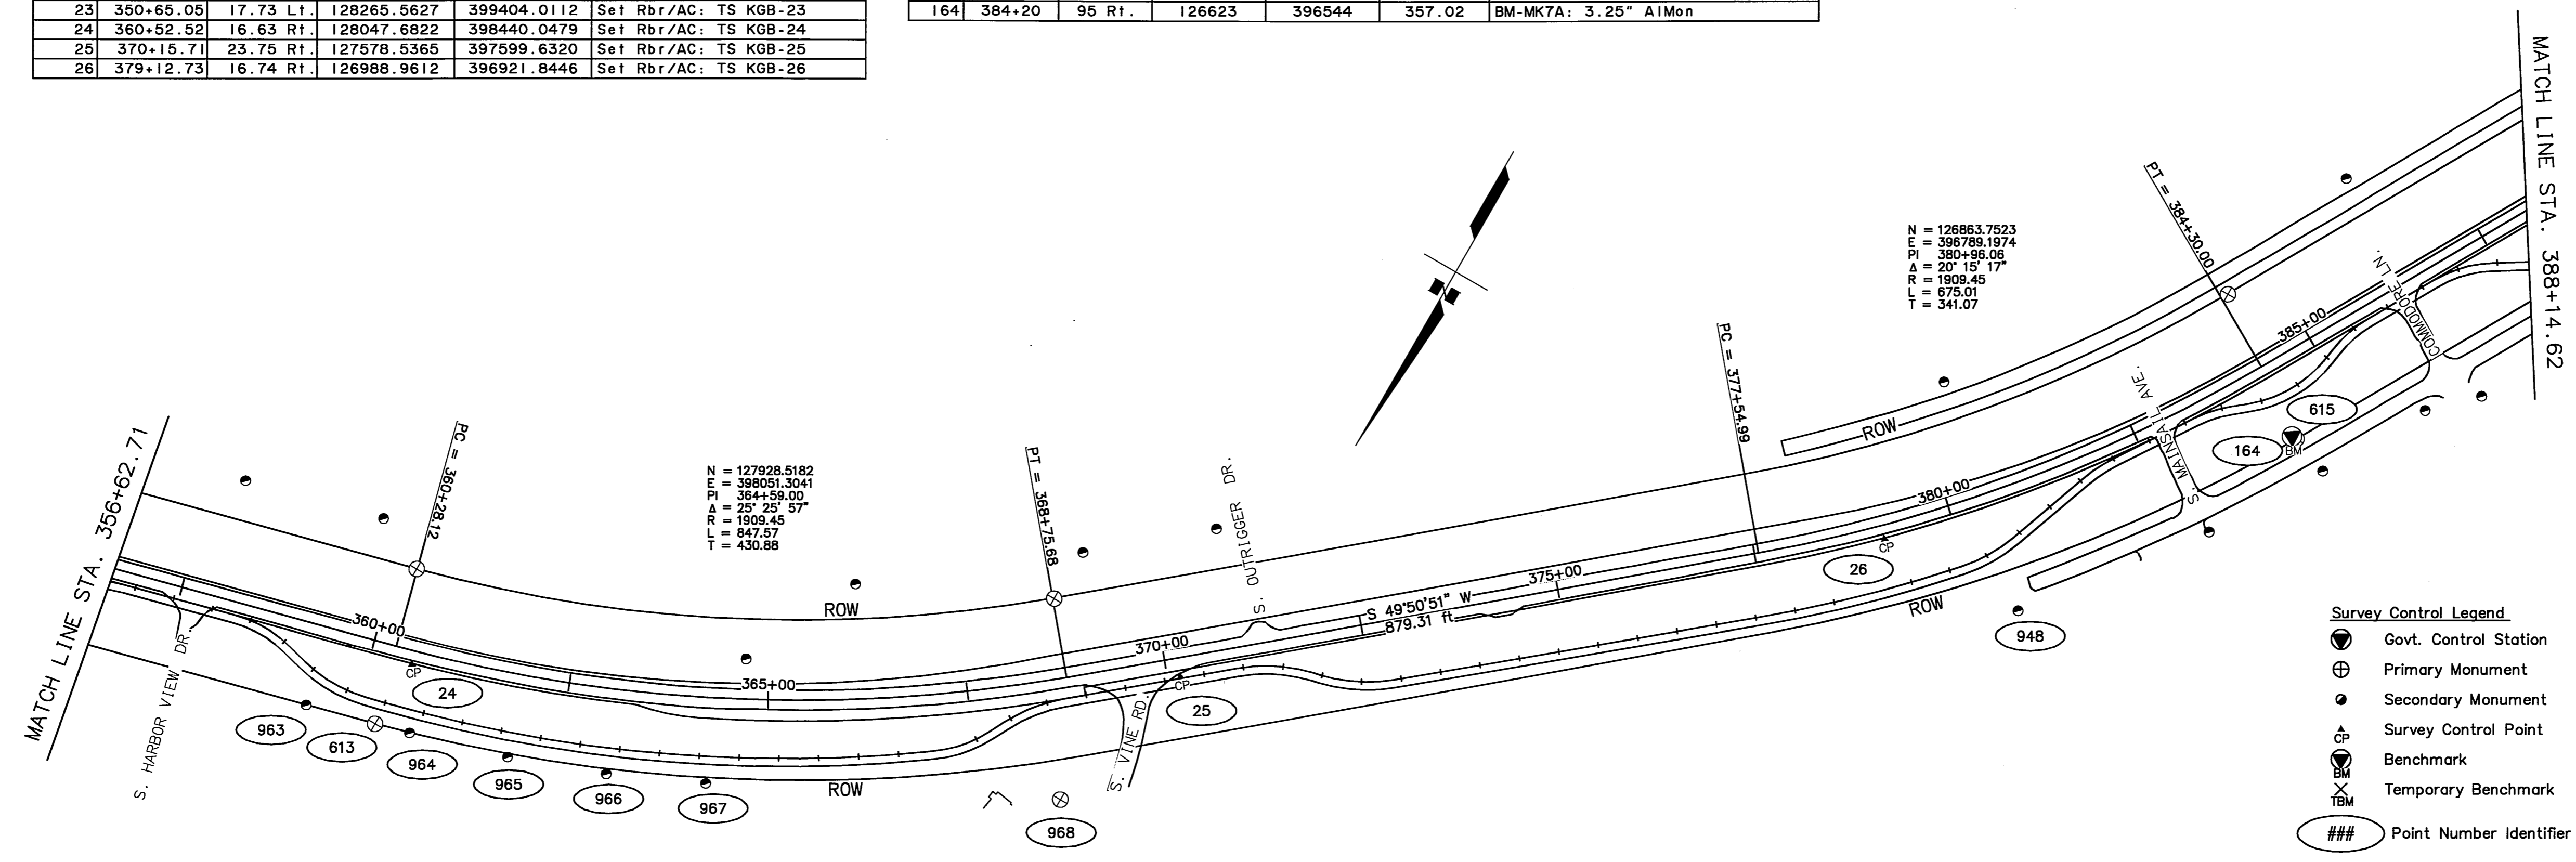 23 350+65.05 17.73 Lt. 128265.5627 399404.0112 Set Rbr/AC: TS KGB-23
24 360+52.52 16.63 Rt. 128047.6822 398440.0479 Set Rbr/AC: TS KGB-24
25 370+15.71 23.75 Rt. 127578.5365 397599.6320 Set Rbr/AC: TS KGB-25
26 379+12.73 16.74 Rt. 126988.9612 396921.8446 Set Rbr/AC: TS KGB-26
164 384+20 95 Rt. 126623 396544 357.02 BM-MK7A: 3.25" AlMon
MATCH LINE STA. 356+62.71
PC = 360+28.12
N = 127928.5182
E = 398051.3041
PI 364+59.00
Δ = 25° 25' 57"
R = 1909.45
L = 847.57
T = 430.88
PT = 368+75.68
S. OUTRIGGER DR.
PC = 377+54.99
N = 126863.7523
E = 396789.1974
PI 380+96.06
Δ = 20° 15' 17"
R = 1909.45
L = 675.01
T = 341.07
PT = 384+30.00
MATCH LINE STA. 388+14.62
COMMODORE LN.
S. MAINSAIL AVE.
385+00
380+00
375+00
S 49°50'51" W
879.31 ft
370+00
365+00
360+00
ROW
ROW
ROW
ROW
S. HARBOR VIEW DR.
S. VINE RD.
CP
24
CP
25
CP
26
615
164
BM
948
963
613
964
965
966
967
968
Survey Control Legend
Govt. Control Station
Primary Monument
Secondary Monument
CP Survey Control Point
BM Benchmark
TBM Temporary Benchmark
### Point Number Identifier